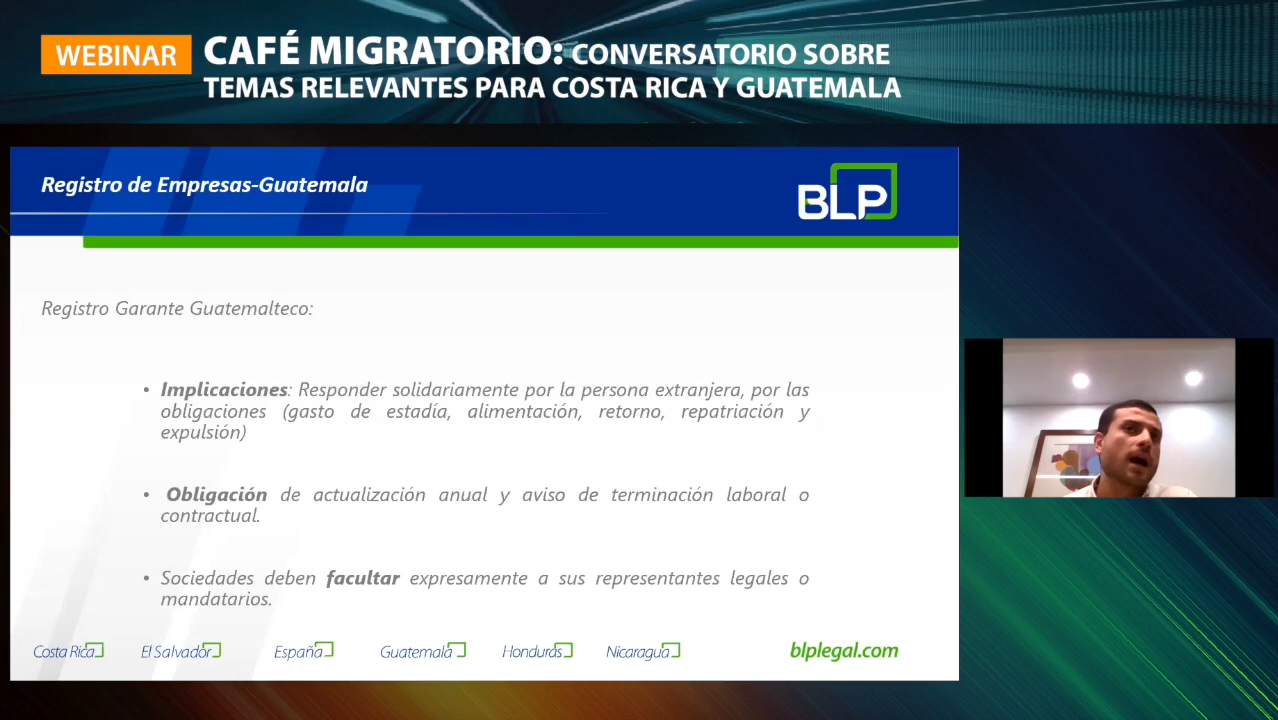 WEBINAR
CAFÉ MIGRATORIO: CONVERSATORIO SOBRE
TEMAS RELEVANTES PARA COSTA RICA Y GUATEMALA
Registro de Empresas-Guatemala
BLP
Registro Garante Guatemalteco:
• Implicaciones: Responder solidariamente por la persona extranjera, por las
obligaciones (gasto de estadía, alimentación, retorno, repatriación y
expulsión)
• Obligación de actualización anual y aviso de terminación laboral o
contractual.
• Sociedades deben facultar expresamente a sus representantes legales o
mandatarios.
Costa Rica El Salvador España Guatemala Honduras Nicaragua blplegal.com